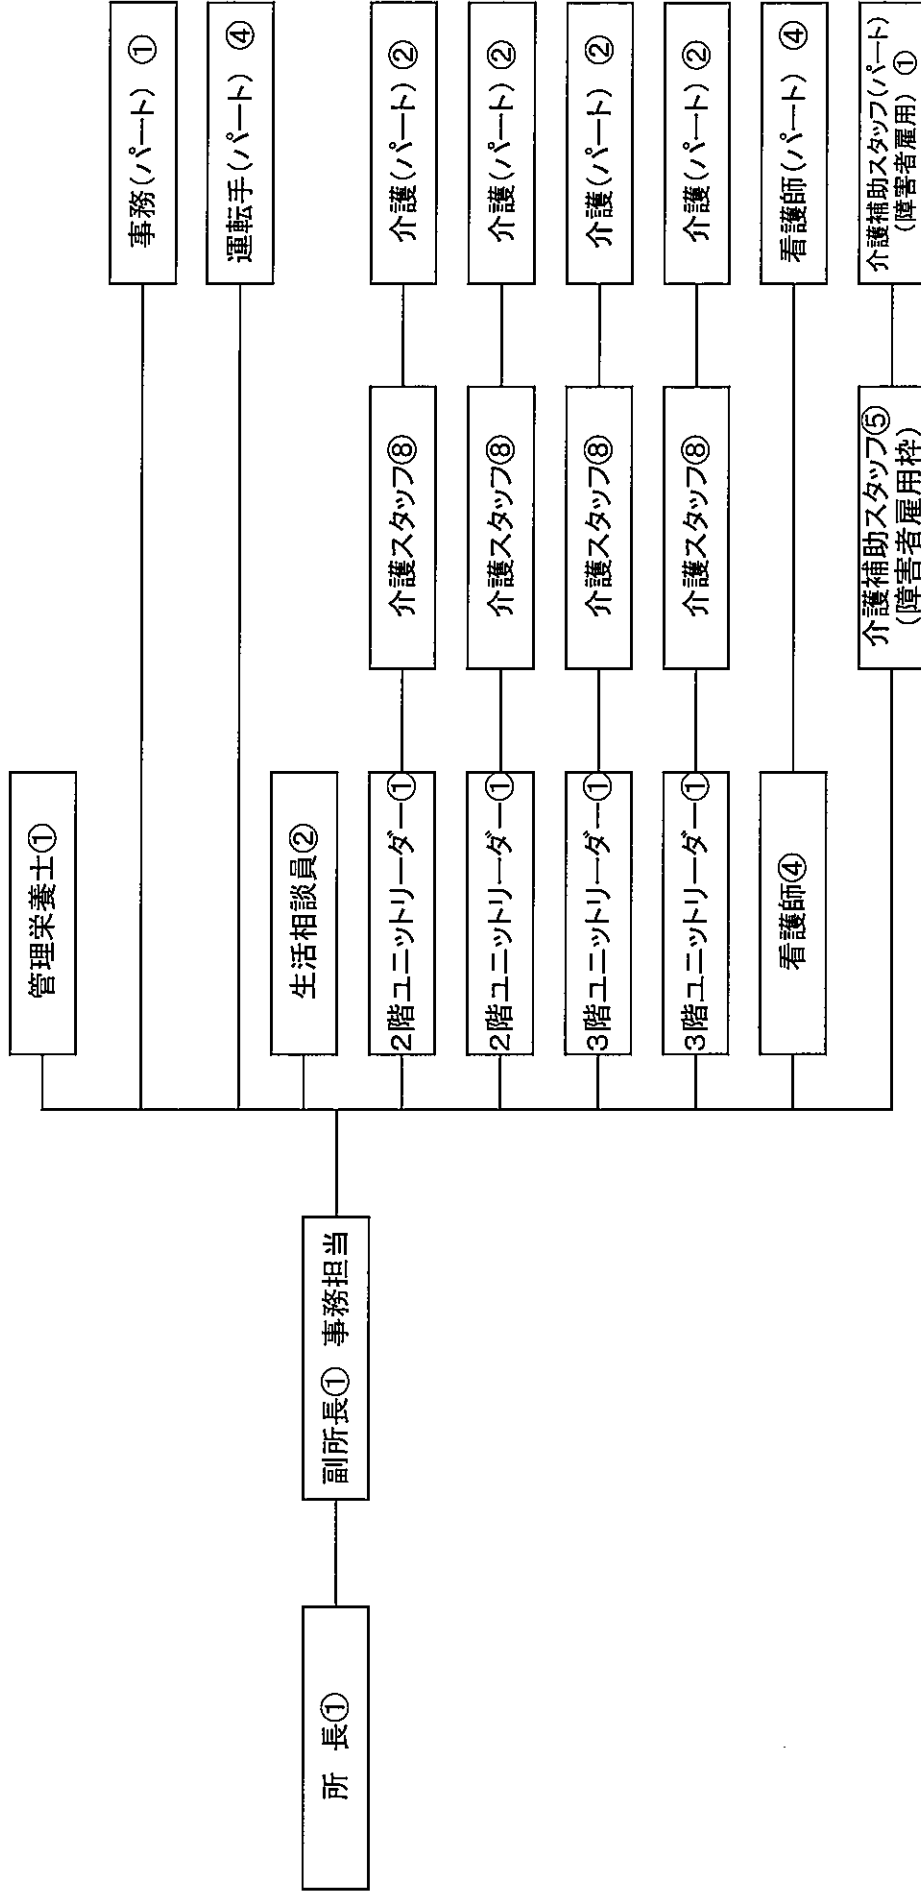 所 長①
副所長① 事務担当
管理栄養士①
事務(パート) ①
運転手(パート) ④
生活相談員②
2階ユニットリーダー①
介護スタッフ⑧
介護(パート) ②
2階ユニットリーダー①
介護スタッフ⑧
介護(パート) ②
3階ユニットリーダー①
介護スタッフ⑧
介護(パート) ②
3階ユニットリーダー①
介護スタッフ⑧
介護(パート) ②
看護師④
看護師(パート) ④
介護補助スタッフ⑤
(障害者雇用枠)
介護補助スタッフ(パート)
(障害者雇用) ①